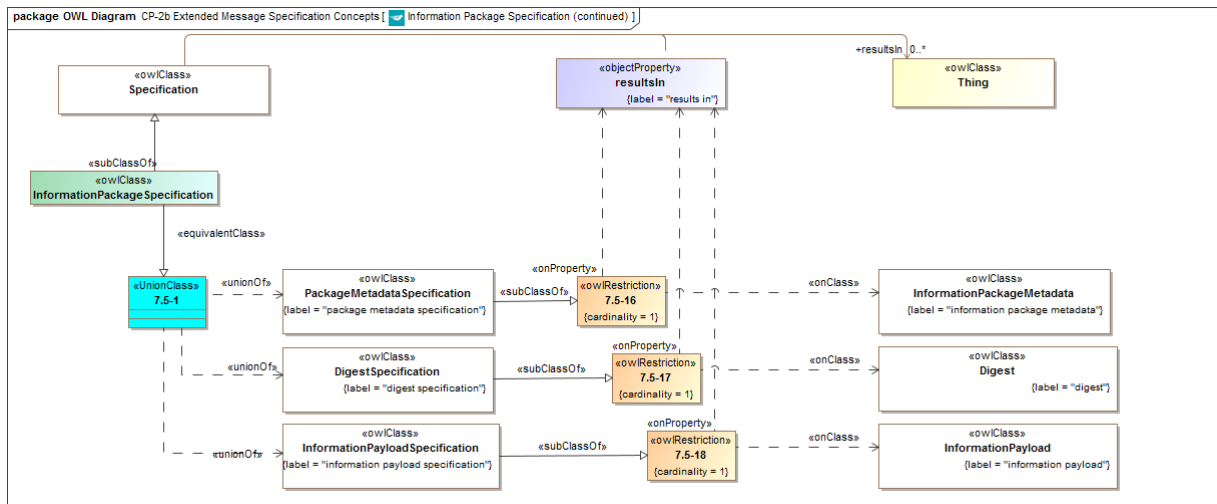 package OWL Diagram CP-2b Extended Message Specification Concepts [ Information Package Specification (continued) ]
+resultsIn 0..*
«owlClass»
Specification
«objectProperty»
resultsIn
{label = "results in"}
«owlClass»
Thing
«subClassOf»
«owlClass»
InformationPackageSpecification
«equivalentClass»
«UnionClass»
7.5-1
«unionOf»
«owlClass»
PackageMetadataSpecification
{label = "package metadata specification"}
«subClassOf»
«onProperty»
«owlRestriction»
7.5-16
{cardinality = 1}
«onClass»
«owlClass»
InformationPackageMetadata
{label = "information package metadata"}
«unionOf»
«owlClass»
DigestSpecification
{label = "digest specification"}
«subClassOf»
«onProperty»
«owlRestriction»
7.5-17
{cardinality = 1}
«onClass»
«owlClass»
Digest
{label = "digest"}
«unionOf»
«owlClass»
InformationPayloadSpecification
{label = "information payload specification"}
«subClassOf»
«onProperty»
«owlRestriction»
7.5-18
{cardinality = 1}
«onClass»
«owlClass»
InformationPayload
{label = "information payload"}